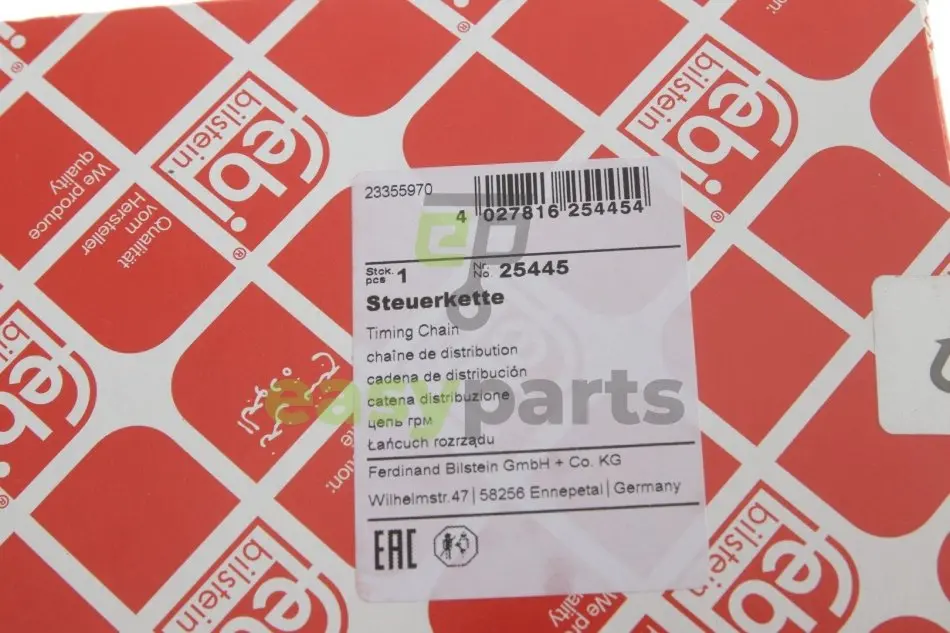 23355970
4 027816 254454
Stck. pcs 1 Nr. No. 25445
Steuerkette
Timing Chain
chaîne de distribution
cadena de distribución
catena distribuzione
цепь грм
Łańcuch rozrządu
Ferdinand Bilstein GmbH + Co. KG
Wilhelmstr. 47 | 58256 Ennepetal | Germany
EAC
easyparts
febi
bilstein
®
We produce
quality
Qualität
vom
Hersteller
febi
bilstein
®
febi
bilstein
®
febi
bilstein
febi
bilstein
We produce